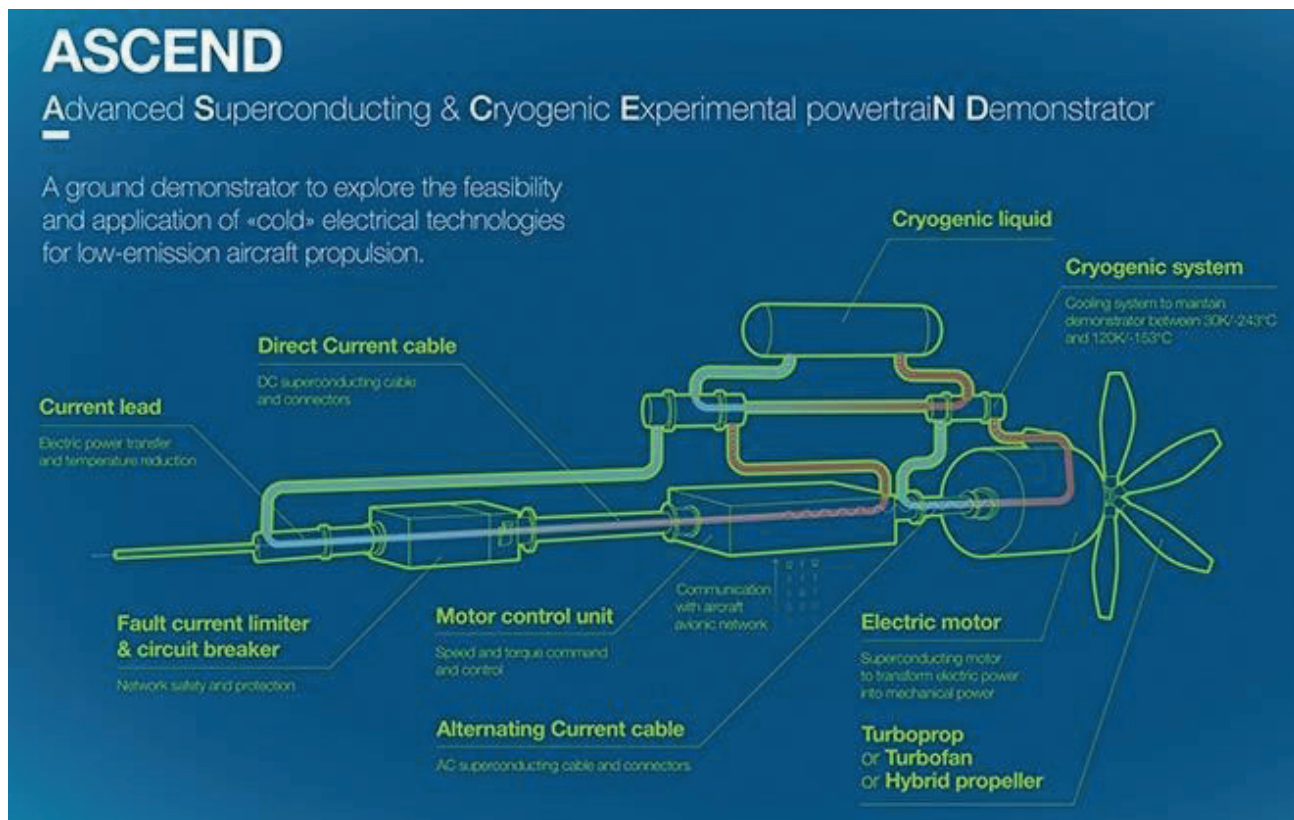 ASCEND
Advanced Superconducting & Cryogenic Experimental powertraiN Demonstrator
A ground demonstrator to explore the feasibility
and application of «cold» electrical technologies
for low-emission aircraft propulsion.
Cryogenic liquid
Cryogenic system
Cooling system to maintain
demonstrator between 30K/-243°C
and 120K/-153°C
Direct Current cable
DC superconducting cable
and connectors
Current lead
Electric power transfer
and temperature reduction
Fault current limiter
& circuit breaker
Network safety and protection
Motor control unit
Speed and torque command
and control
Communication
with aircraft
avionic network
Alternating Current cable
AC superconducting cable and connectors
Electric motor
Superconducting motor
to transform electric power
into mechanical power
Turboprop
or Turbofan
or Hybrid propeller